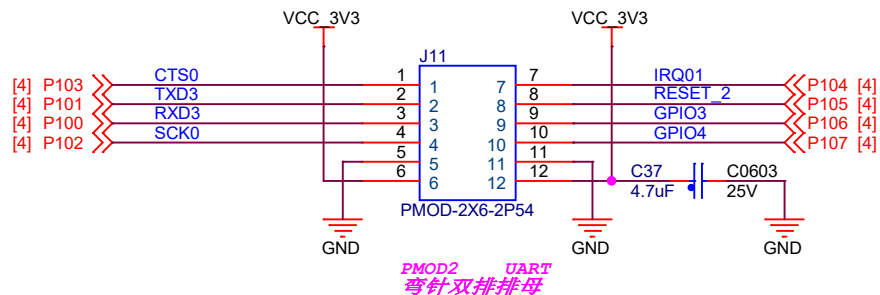 VCC_3V3 VCC_3V3
J11
[4] P103 CTS0 1 1 7 7 IRQ01 P104 [4]
[4] P101 TXD3 2 2 8 8 RESET_2 P105 [4]
[4] P100 RXD3 3 3 9 9 GPIO3 P106 [4]
[4] P102 SCK0 4 4 10 10 GPIO4 P107 [4]
5 5 11 11
6 6 12 12 C37 C0603
4.7uF 25V
PMOD-2X6-2P54
GND GND GND
PMOD2 UART
弯针双排排母